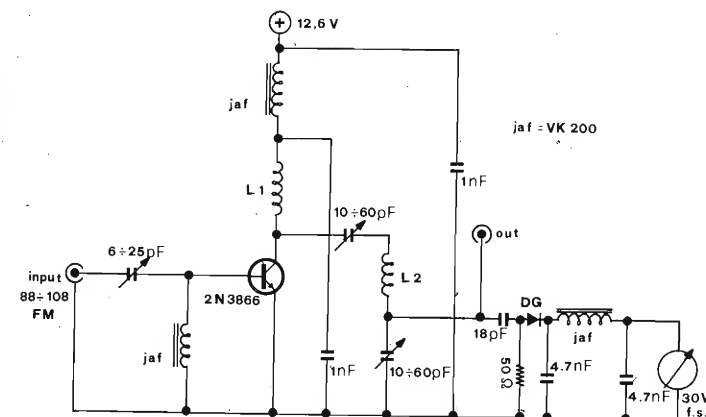 12,6 V
jaf
jaf = VK 200
L1
1nF
10÷60pF
out
6÷25pF
L2
input
88÷108
FM
2N3866
DG
18pF
jaf
jaf
1nF
10÷60pF
50Ω
4.7nF
4.7nF
30V
f.s.